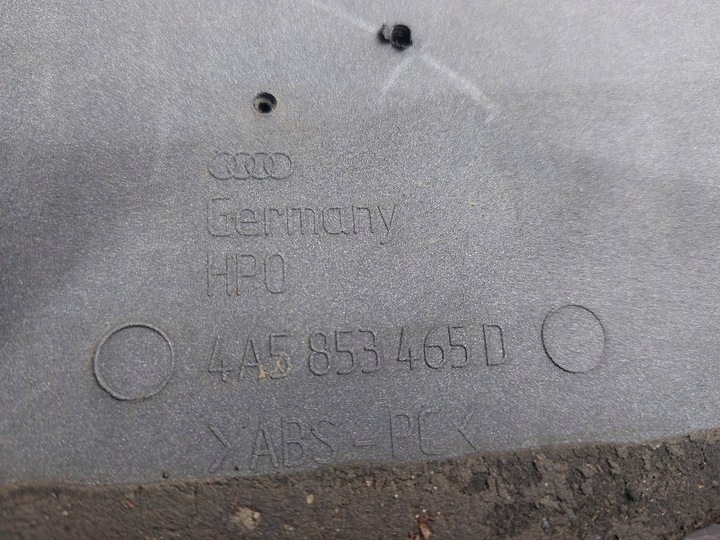 Germany
HPO
4A5 853 465 D
>ABS-PC<